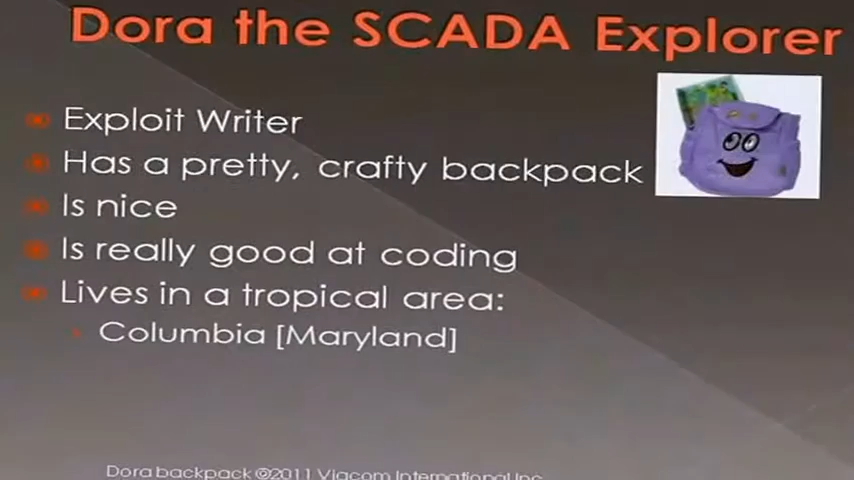 Dora the SCADA Explorer
Exploit Writer
Has a pretty, crafty backpack
Is nice
Is really good at coding
Lives in a tropical area:
Columbia [Maryland]
Dora backpack ©2011 Viacom International Inc.